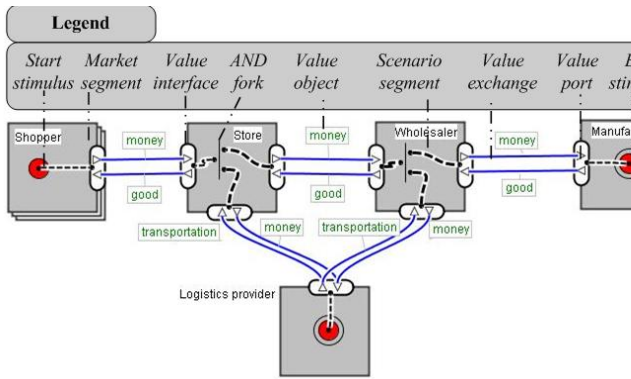 Legend
Start stimulus
Market segment
Value interface
AND fork
Value object
Scenario segment
Value exchange
Value port
Shopper
money
good
Store
money
good
Wholesaler
money
good
transportation
money
transportation
money
Logistics provider